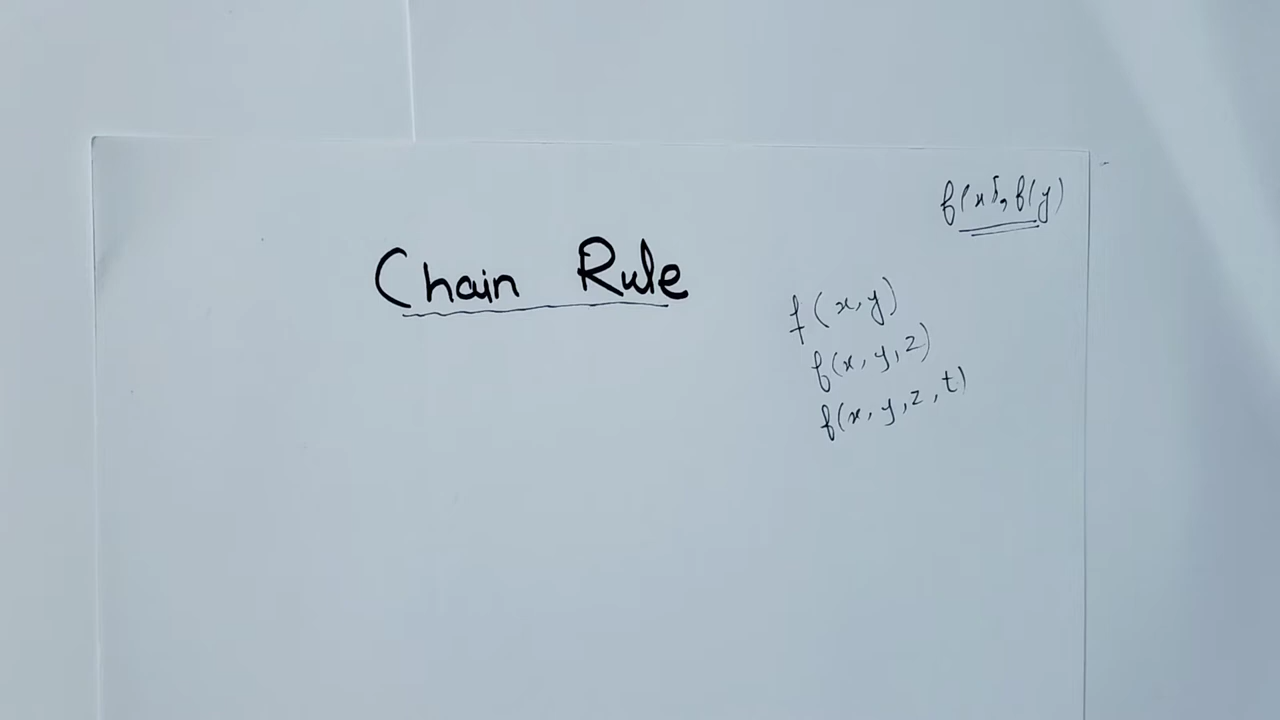 f(x), f(y)
Chain Rule
f(x, y)
f(x, y, z)
f(x, y, z, t)